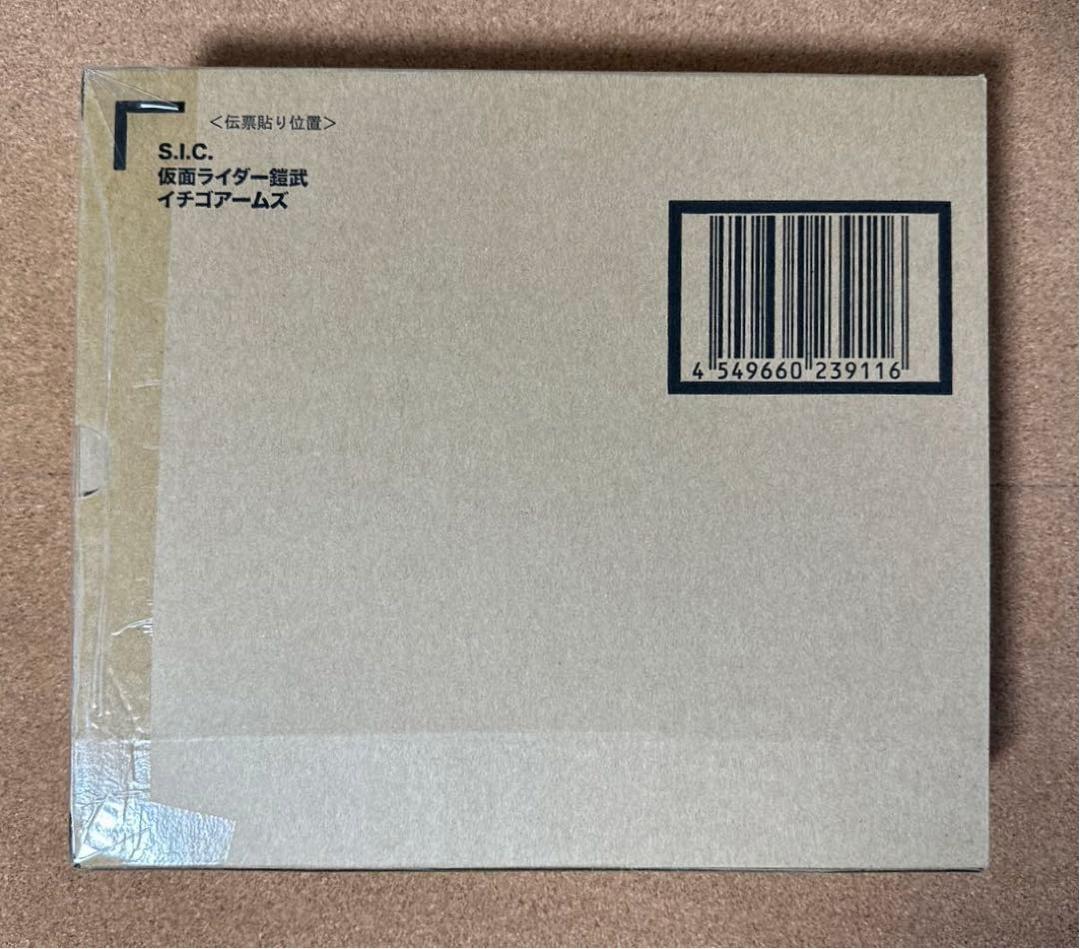 ＜伝票貼り位置＞
S.I.C.
仮面ライダー鎧武
イチゴアームズ
4 549660 239116